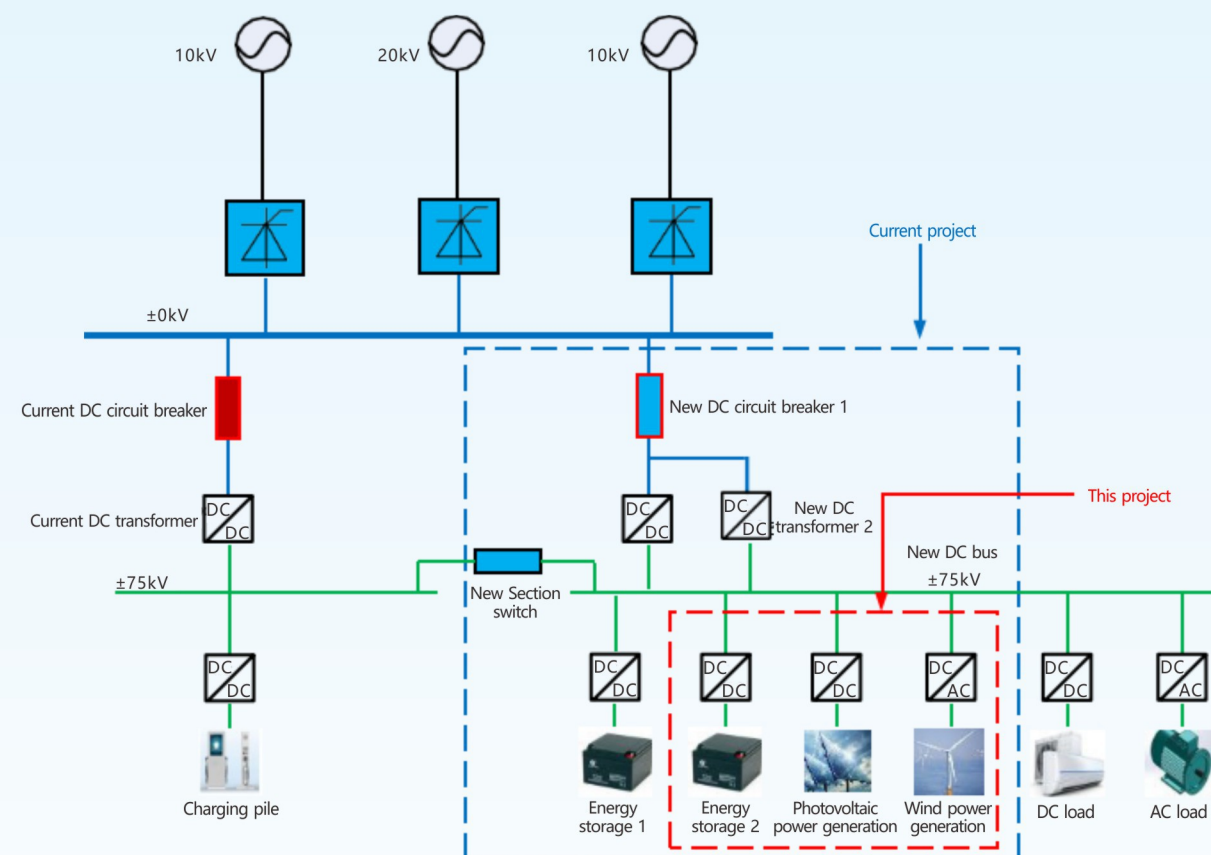 10kV
20kV
10kV
Current project
±0kV
Current DC circuit breaker
New DC circuit breaker 1
DC
DC
DC
DC
DC
DC
Current DC transformer
New DC
transformer 2
This project
New DC bus
±75kV
±75kV
New Section
switch
DC
DC
DC
DC
DC
DC
DC
DC
DC
AC
DC
DC
DC
AC
Charging pile
Energy
storage 1
Energy
storage 2
Photovoltaic
power generation
Wind power
generation
DC load
AC load